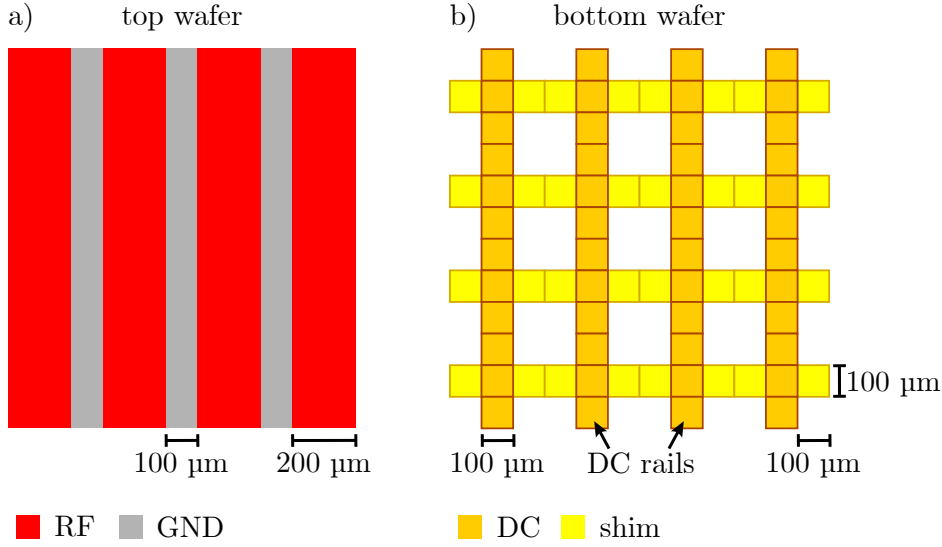 a) top wafer
b) bottom wafer
100 µm
100 µm
200 µm
100 µm
DC rails
100 µm
RF
GND
DC
shim